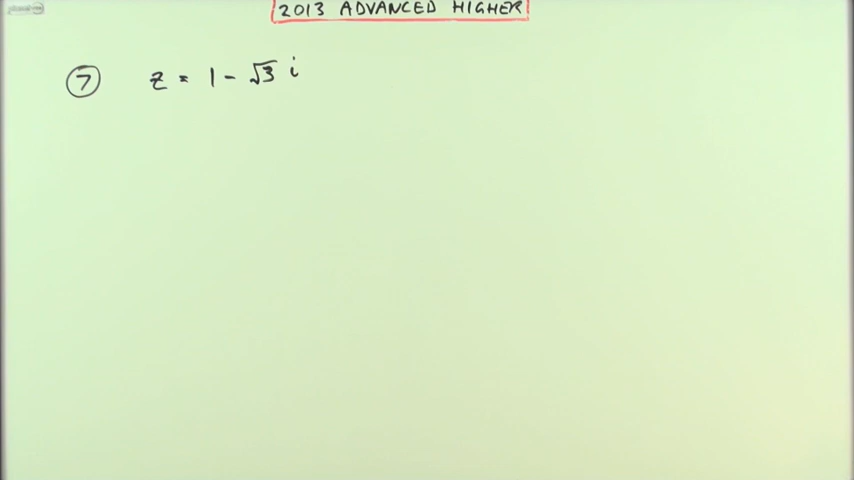 2013 ADVANCED HIGHER
⑦ z = 1 - √3 i